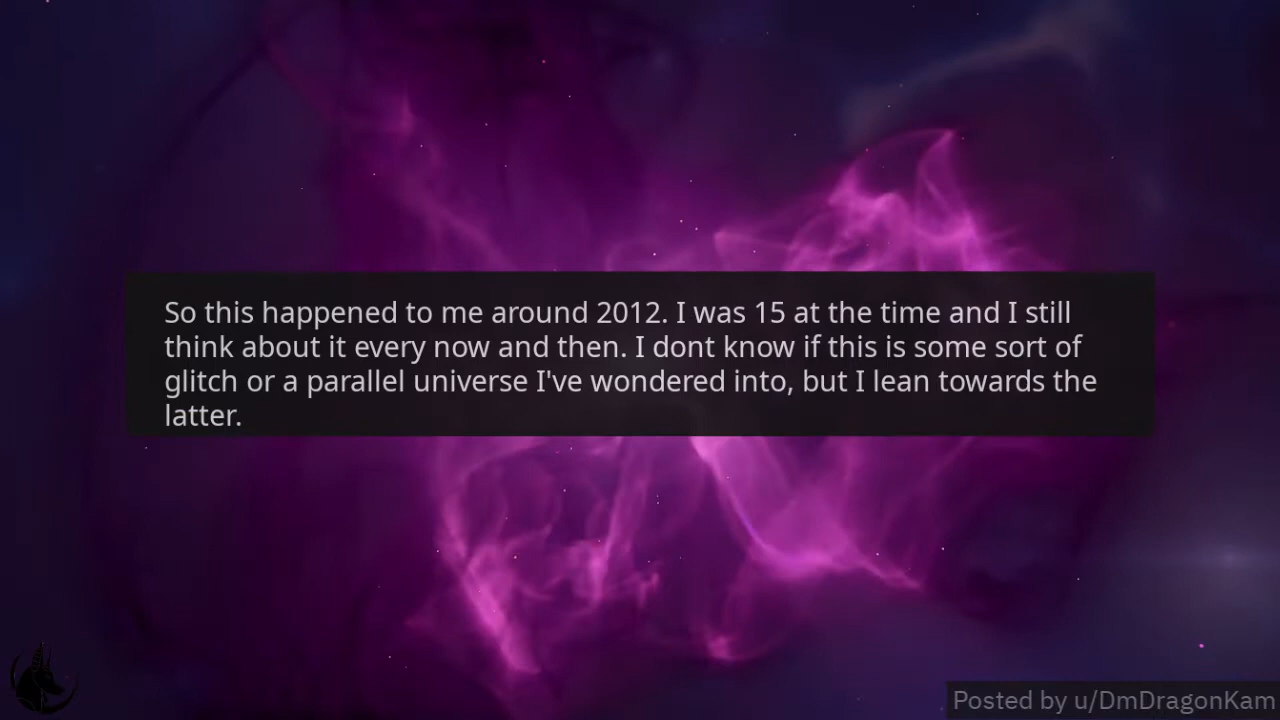 So this happened to me around 2012. I was 15 at the time and I still
think about it every now and then. I dont know if this is some sort of
glitch or a parallel universe I've wondered into, but I lean towards the
latter.
Posted by u/DmDragonKam